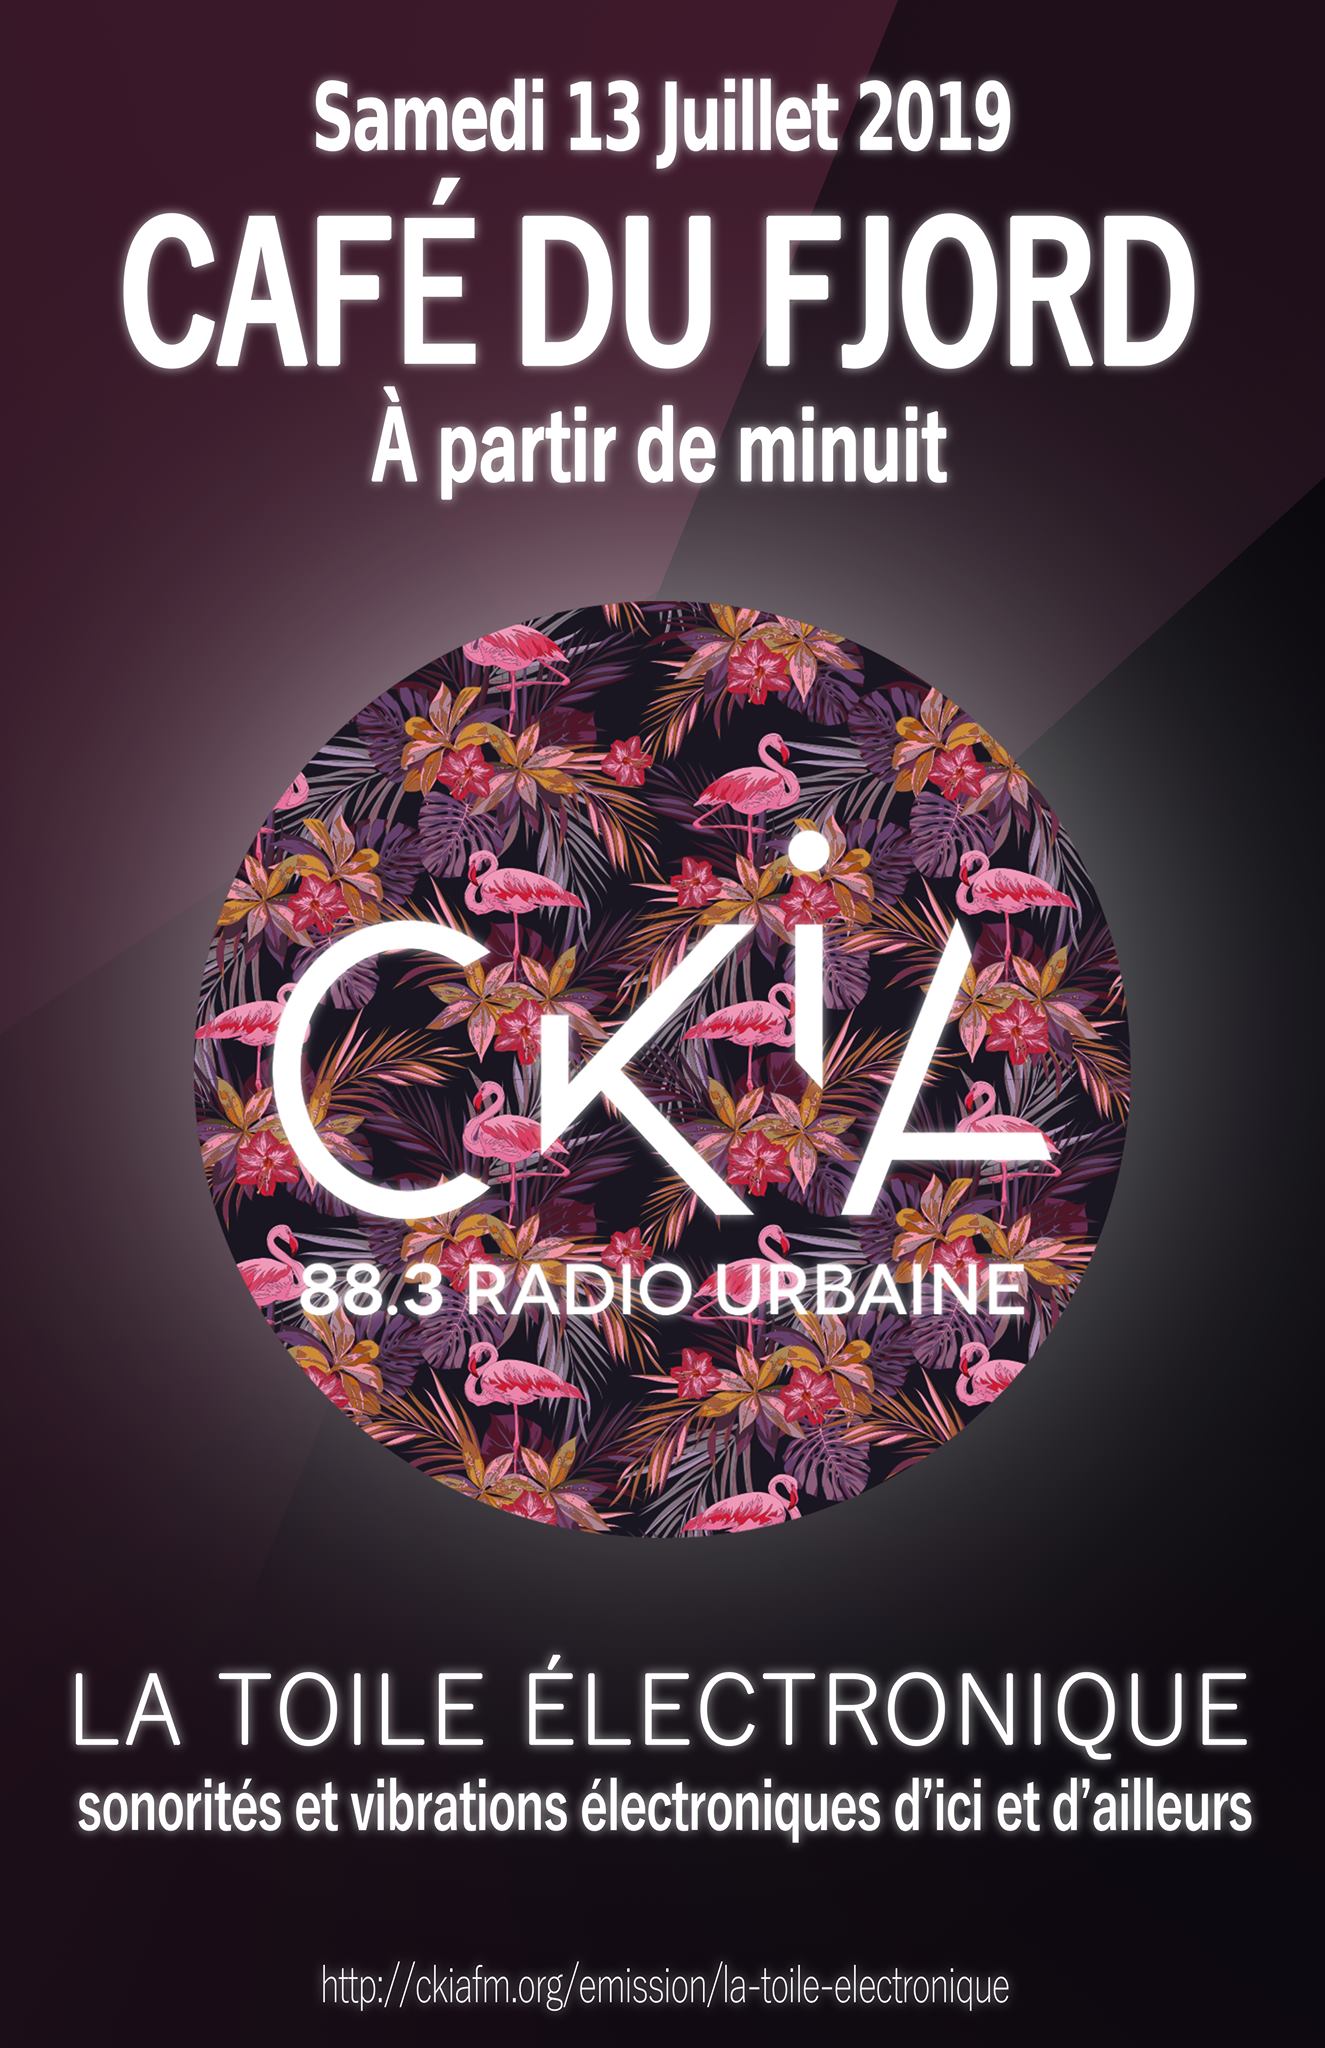 Samedi 13 Juillet 2019
CAFÉ DU FJORD
À partir de minuit
CKiA
88.3 RADIO URBAINE
LA TOILE ÉLECTRONIQUE
sonorités et vibrations électroniques d’ici et d’ailleurs
http://ckiafm.org/emission/la-toile-electronique